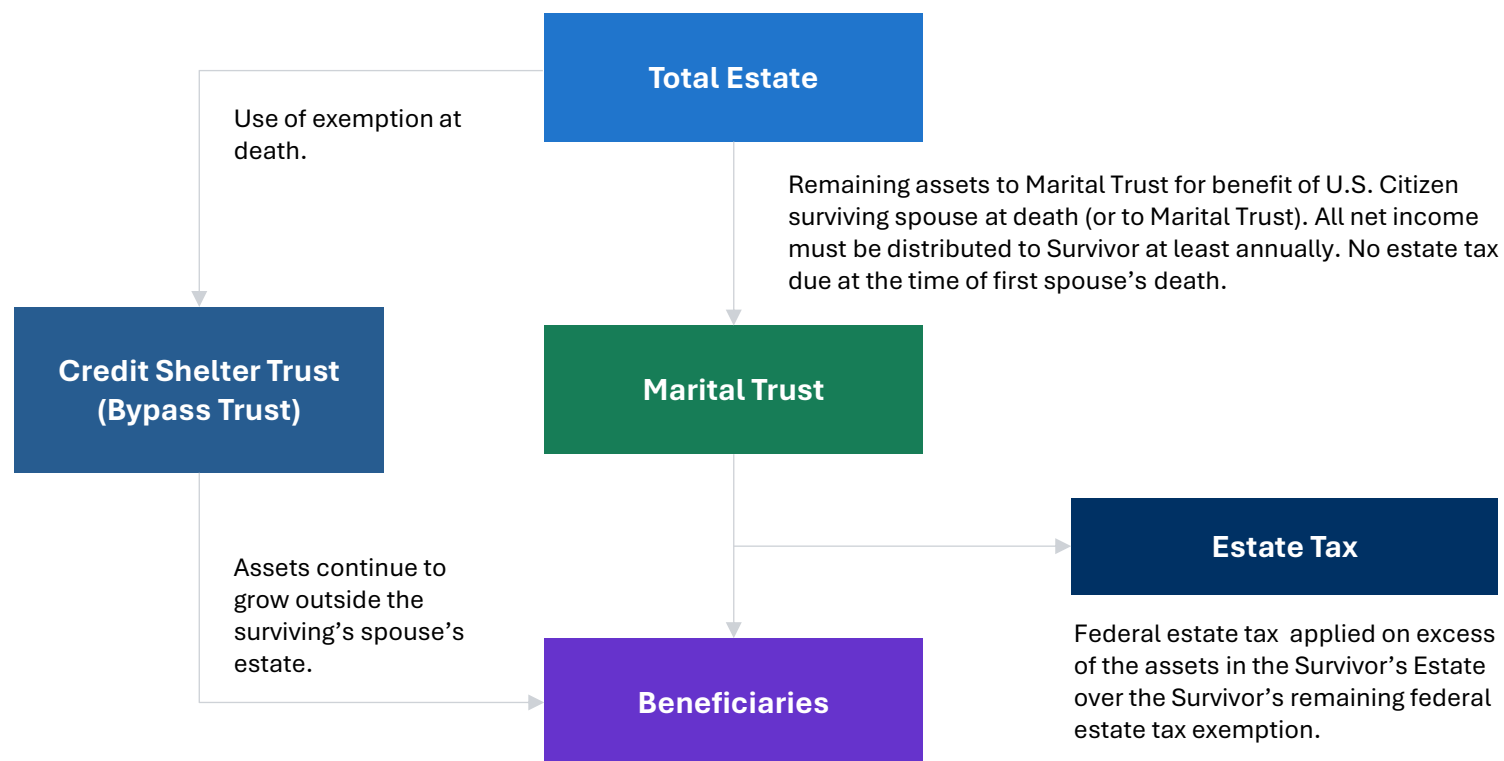 Total Estate
Use of exemption at
death.
Remaining assets to Marital Trust for benefit of U.S. Citizen
surviving spouse at death (or to Marital Trust). All net income
must be distributed to Survivor at least annually. No estate tax
due at the time of first spouse’s death.
Credit Shelter Trust
(Bypass Trust)
Marital Trust
Estate Tax
Assets continue to
grow outside the
surviving’s spouse’s
estate.
Federal estate tax  applied on excess
of the assets in the Survivor’s Estate
over the Survivor’s remaining federal
estate tax exemption.
Beneficiaries